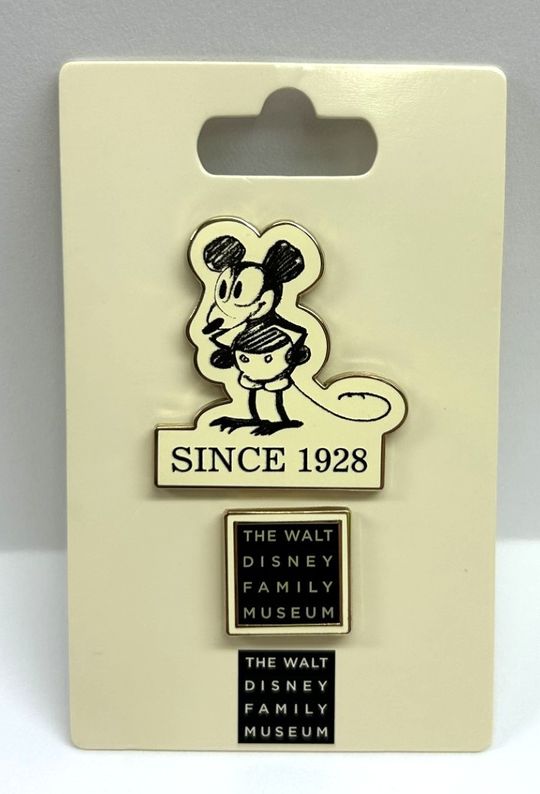 SINCE 1928
THE WALT
DISNEY
FAMILY
MUSEUM
THE WALT
DISNEY
FAMILY
MUSEUM